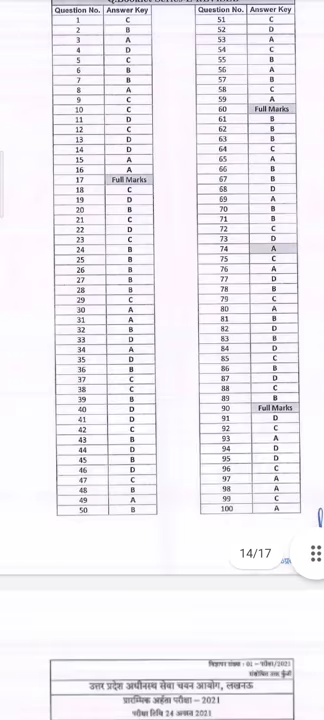 Question No. Answer Key Question No. Answer Key
1 C 51 C
2 B 52 D
3 A 53 A
4 D 54 C
5 C 55 B
6 B 56 A
7 B 57 B
8 A 58 C
9 C 59 A
10 C 60 Full Marks
11 D 61 B
12 C 62 B
13 D 63 B
14 D 64 C
15 A 65 A
16 A 66 B
17 Full Marks 67 B
18 C 68 D
19 D 69 A
20 B 70 B
21 C 71 B
22 D 72 C
23 C 73 D
24 B 74 A
25 B 75 C
26 B 76 A
27 B 77 D
28 B 78 B
29 C 79 C
30 A 80 A
31 A 81 B
32 B 82 D
33 D 83 B
34 A 84 D
35 D 85 C
36 B 86 B
37 C 87 D
38 C 88 C
39 B 89 B
40 D 90 Full Marks
41 D 91 D
42 C 92 C
43 B 93 A
44 D 94 D
45 B 95 D
46 D 96 C
47 C 97 A
48 B 98 A
49 A 99 C
50 B 100 A
14/17
उत्तर प्रदेश अधीनस्थ सेवा चयन आयोग, लखनऊ
प्रारम्भिक अर्हता परीक्षा – 2021
परीक्षा तिथि 24 अगस्त 2021